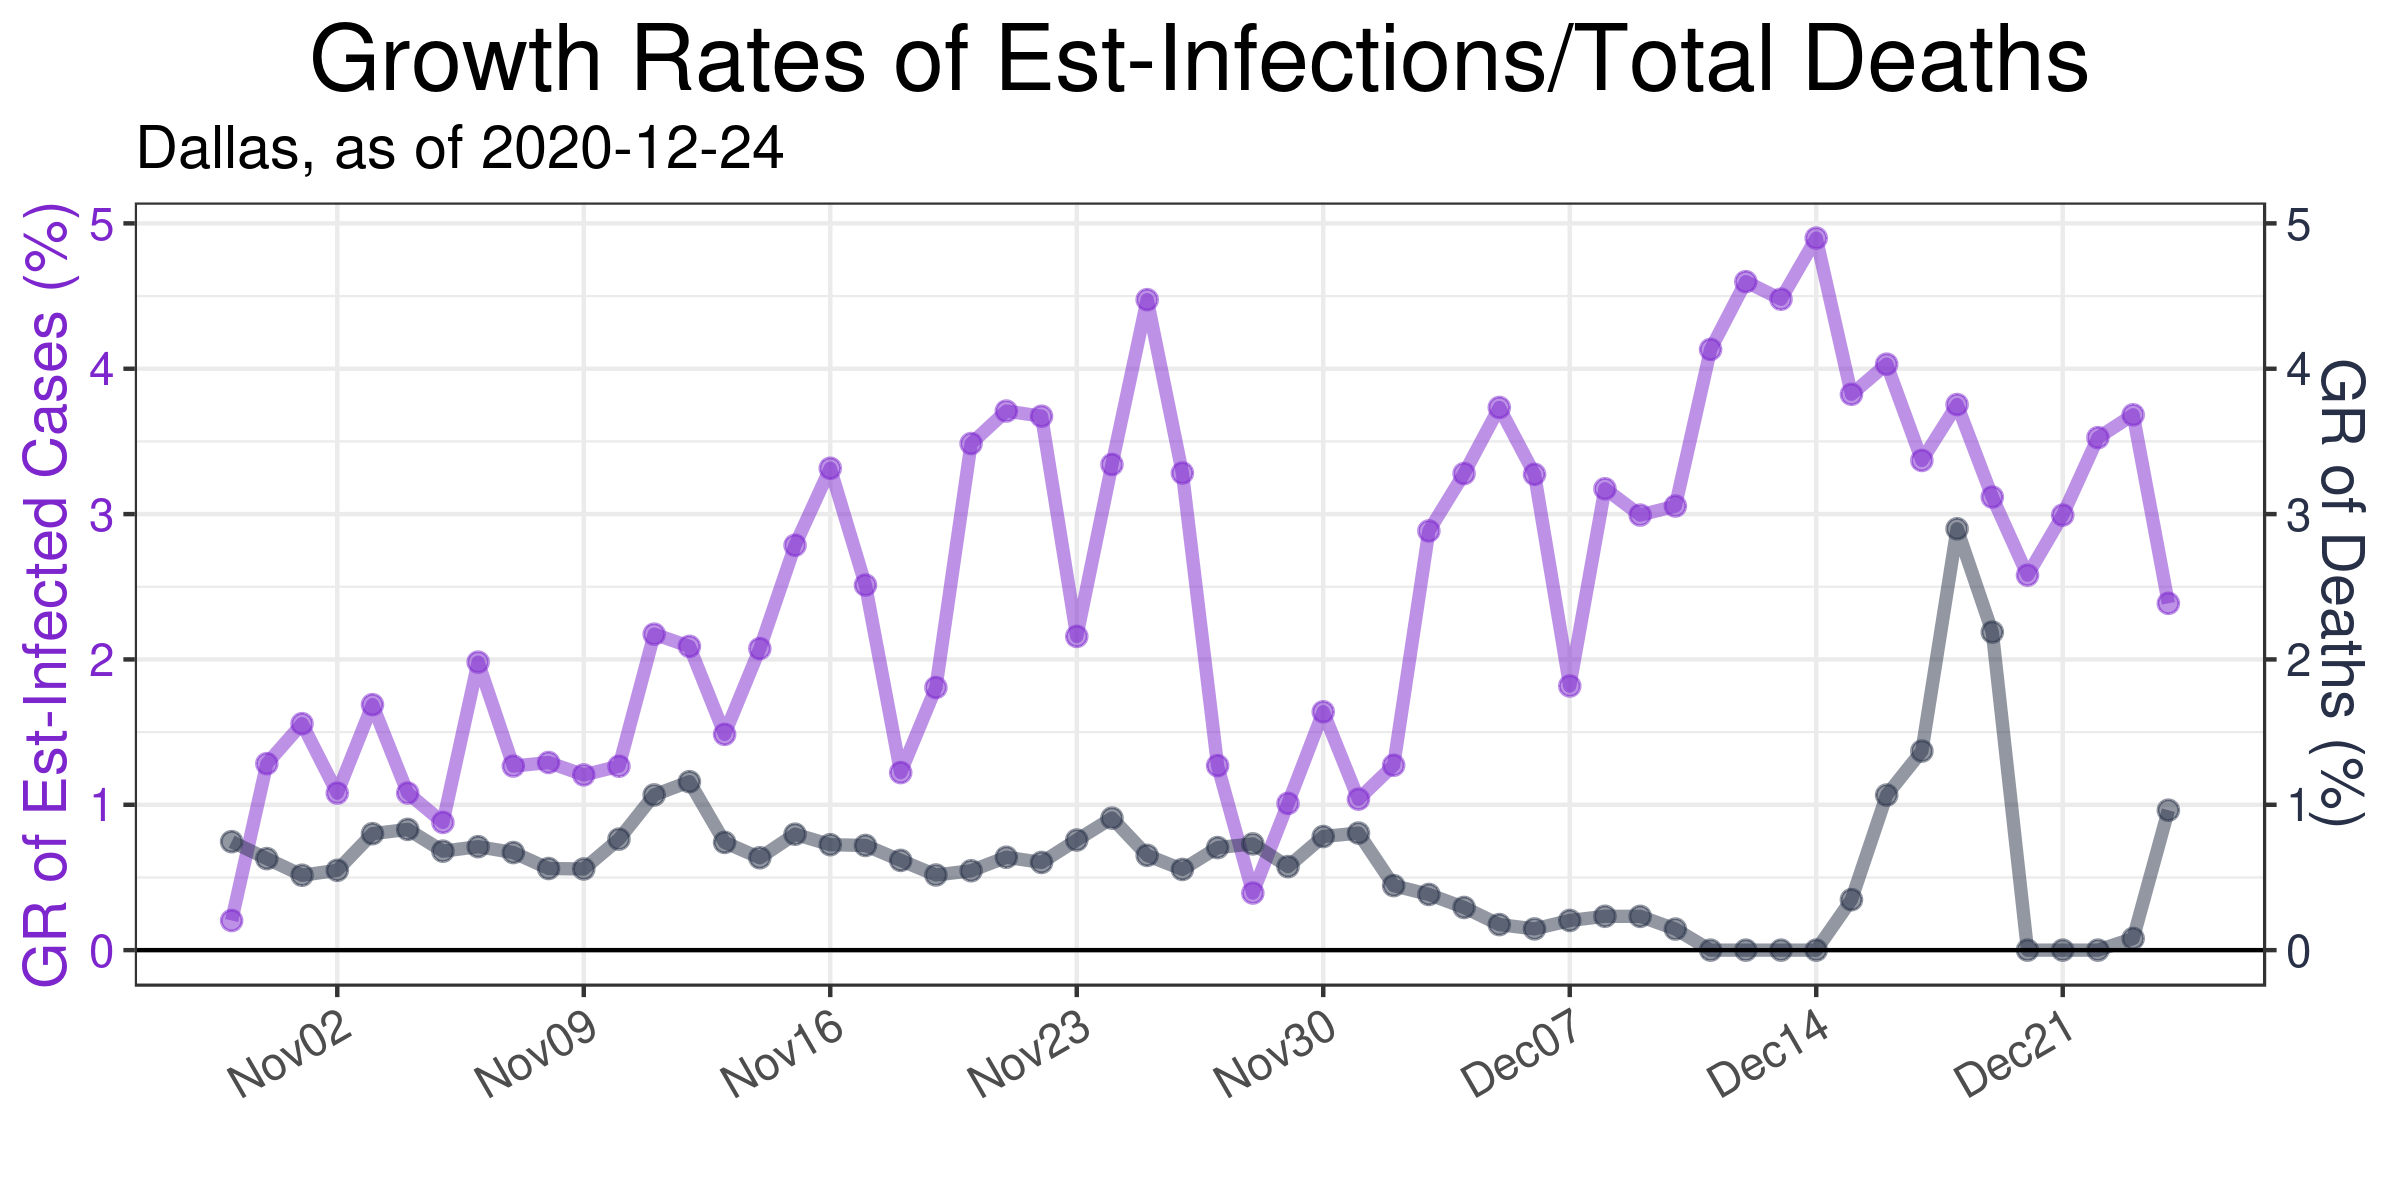 Growth Rates of Est-Infections/Total Deaths
Dallas, as of 2020-12-24
GR of Est-Infected Cases (%)
5
4
3
2
1
0
5
4
3
2
1
0
GR of Deaths (%)
Nov02
Nov09
Nov16
Nov23
Nov30
Dec07
Dec14
Dec21